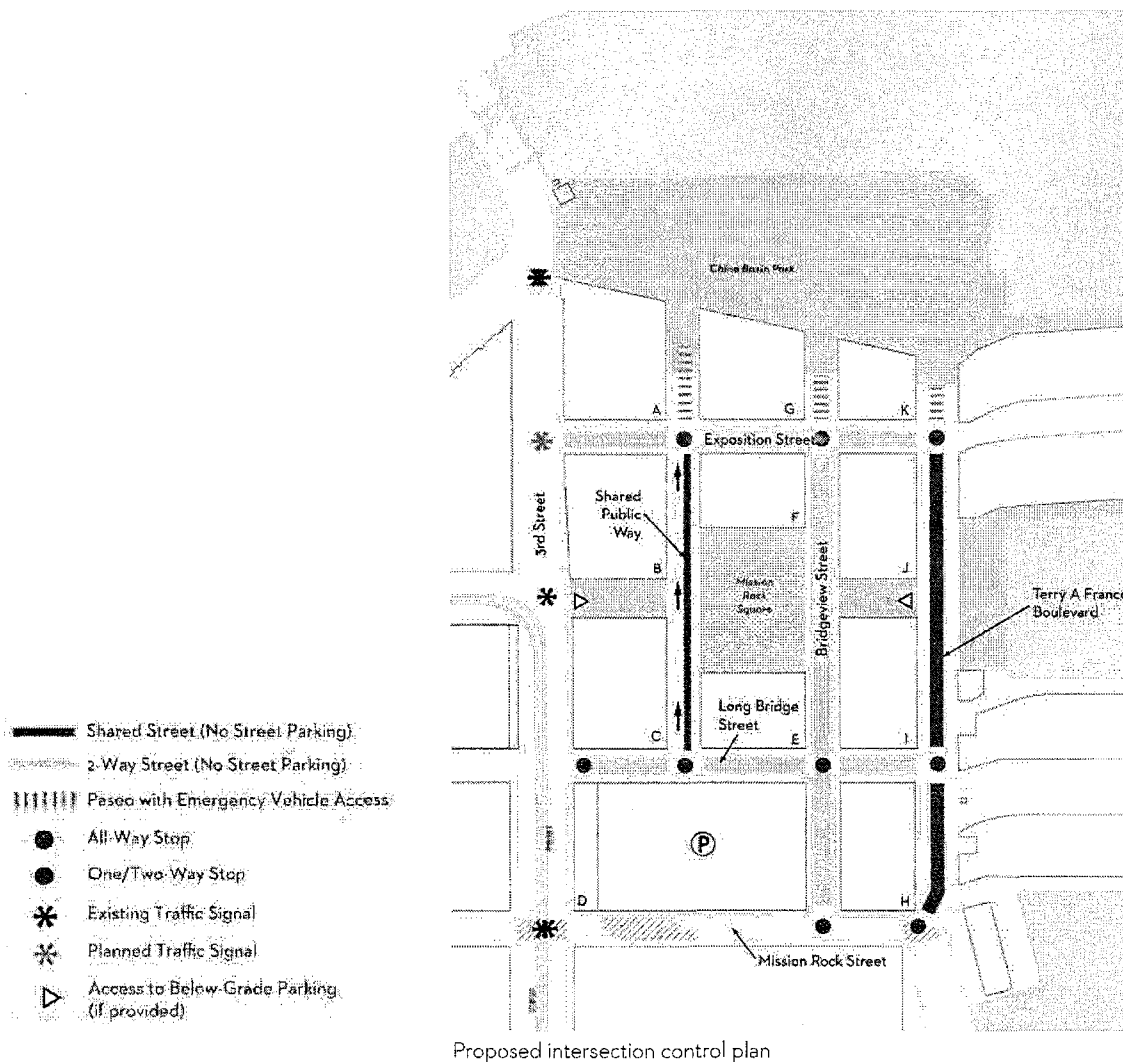 China Basin Park
A
G
K
Exposition Street
3rd Street
Shared
Public
Way
F
B
J
Mission
Rock
Square
Bridgeview Street
Terry A Franc
Boulevard
Long Bridge
Street
C
E
I
P
D
H
Mission Rock Street
Shared Street (No Street Parking)
2-Way Street (No Street Parking)
Paseo with Emergency Vehicle Access
All-Way Stop
One/Two-Way Stop
Existing Traffic Signal
Planned Traffic Signal
Access to Below-Grade Parking
(if provided)
Proposed intersection control plan